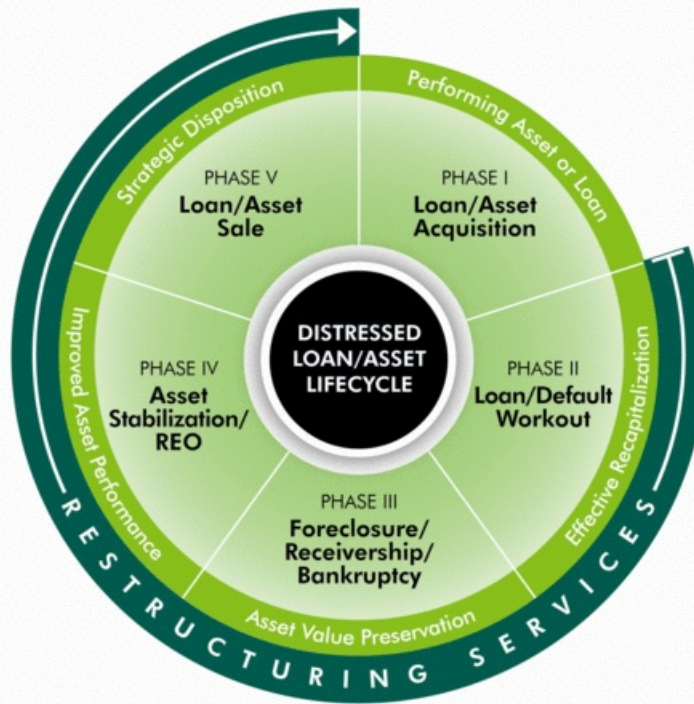 DISTRESSED
LOAN/ASSET
LIFECYCLE
Performing Asset or Loan
PHASE I
Loan/Asset
Acquisition
Effective Recapitalization
PHASE II
Loan/Default
Workout
PHASE III
Foreclosure/
Receivership/
Bankruptcy
Asset Value Preservation
PHASE IV
Asset
Stabilization/
REO
Improved Asset Performance
PHASE V
Loan/Asset
Sale
Strategic Disposition
RESTRUCTURING SERVICES